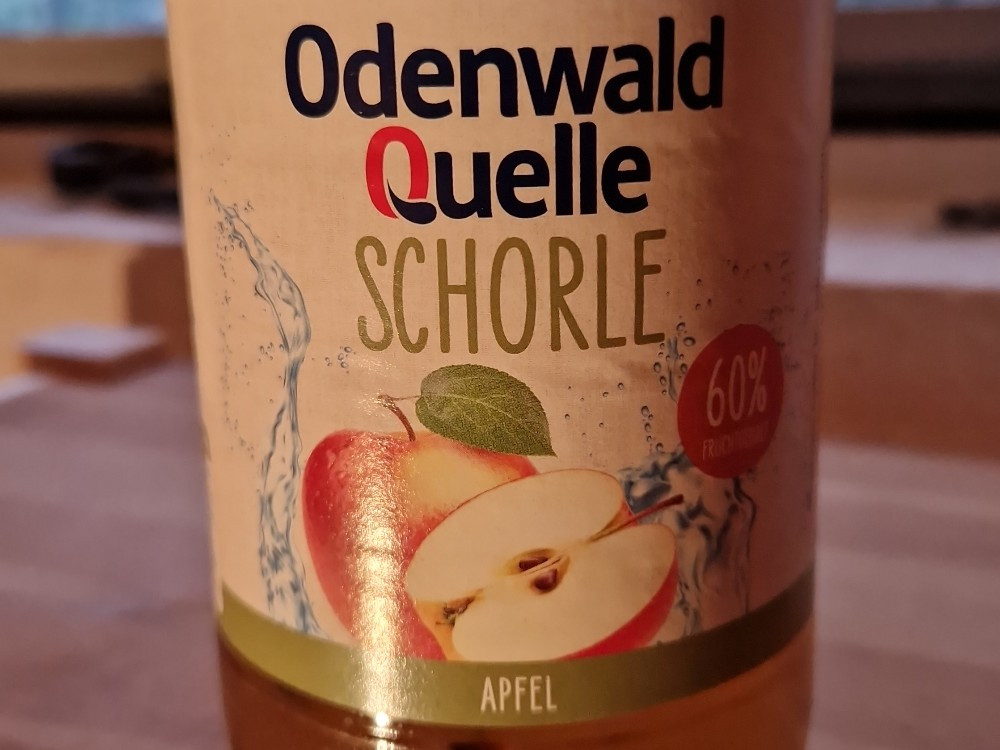 Odenwald
Quelle
SCHORLE
60%
APFEL